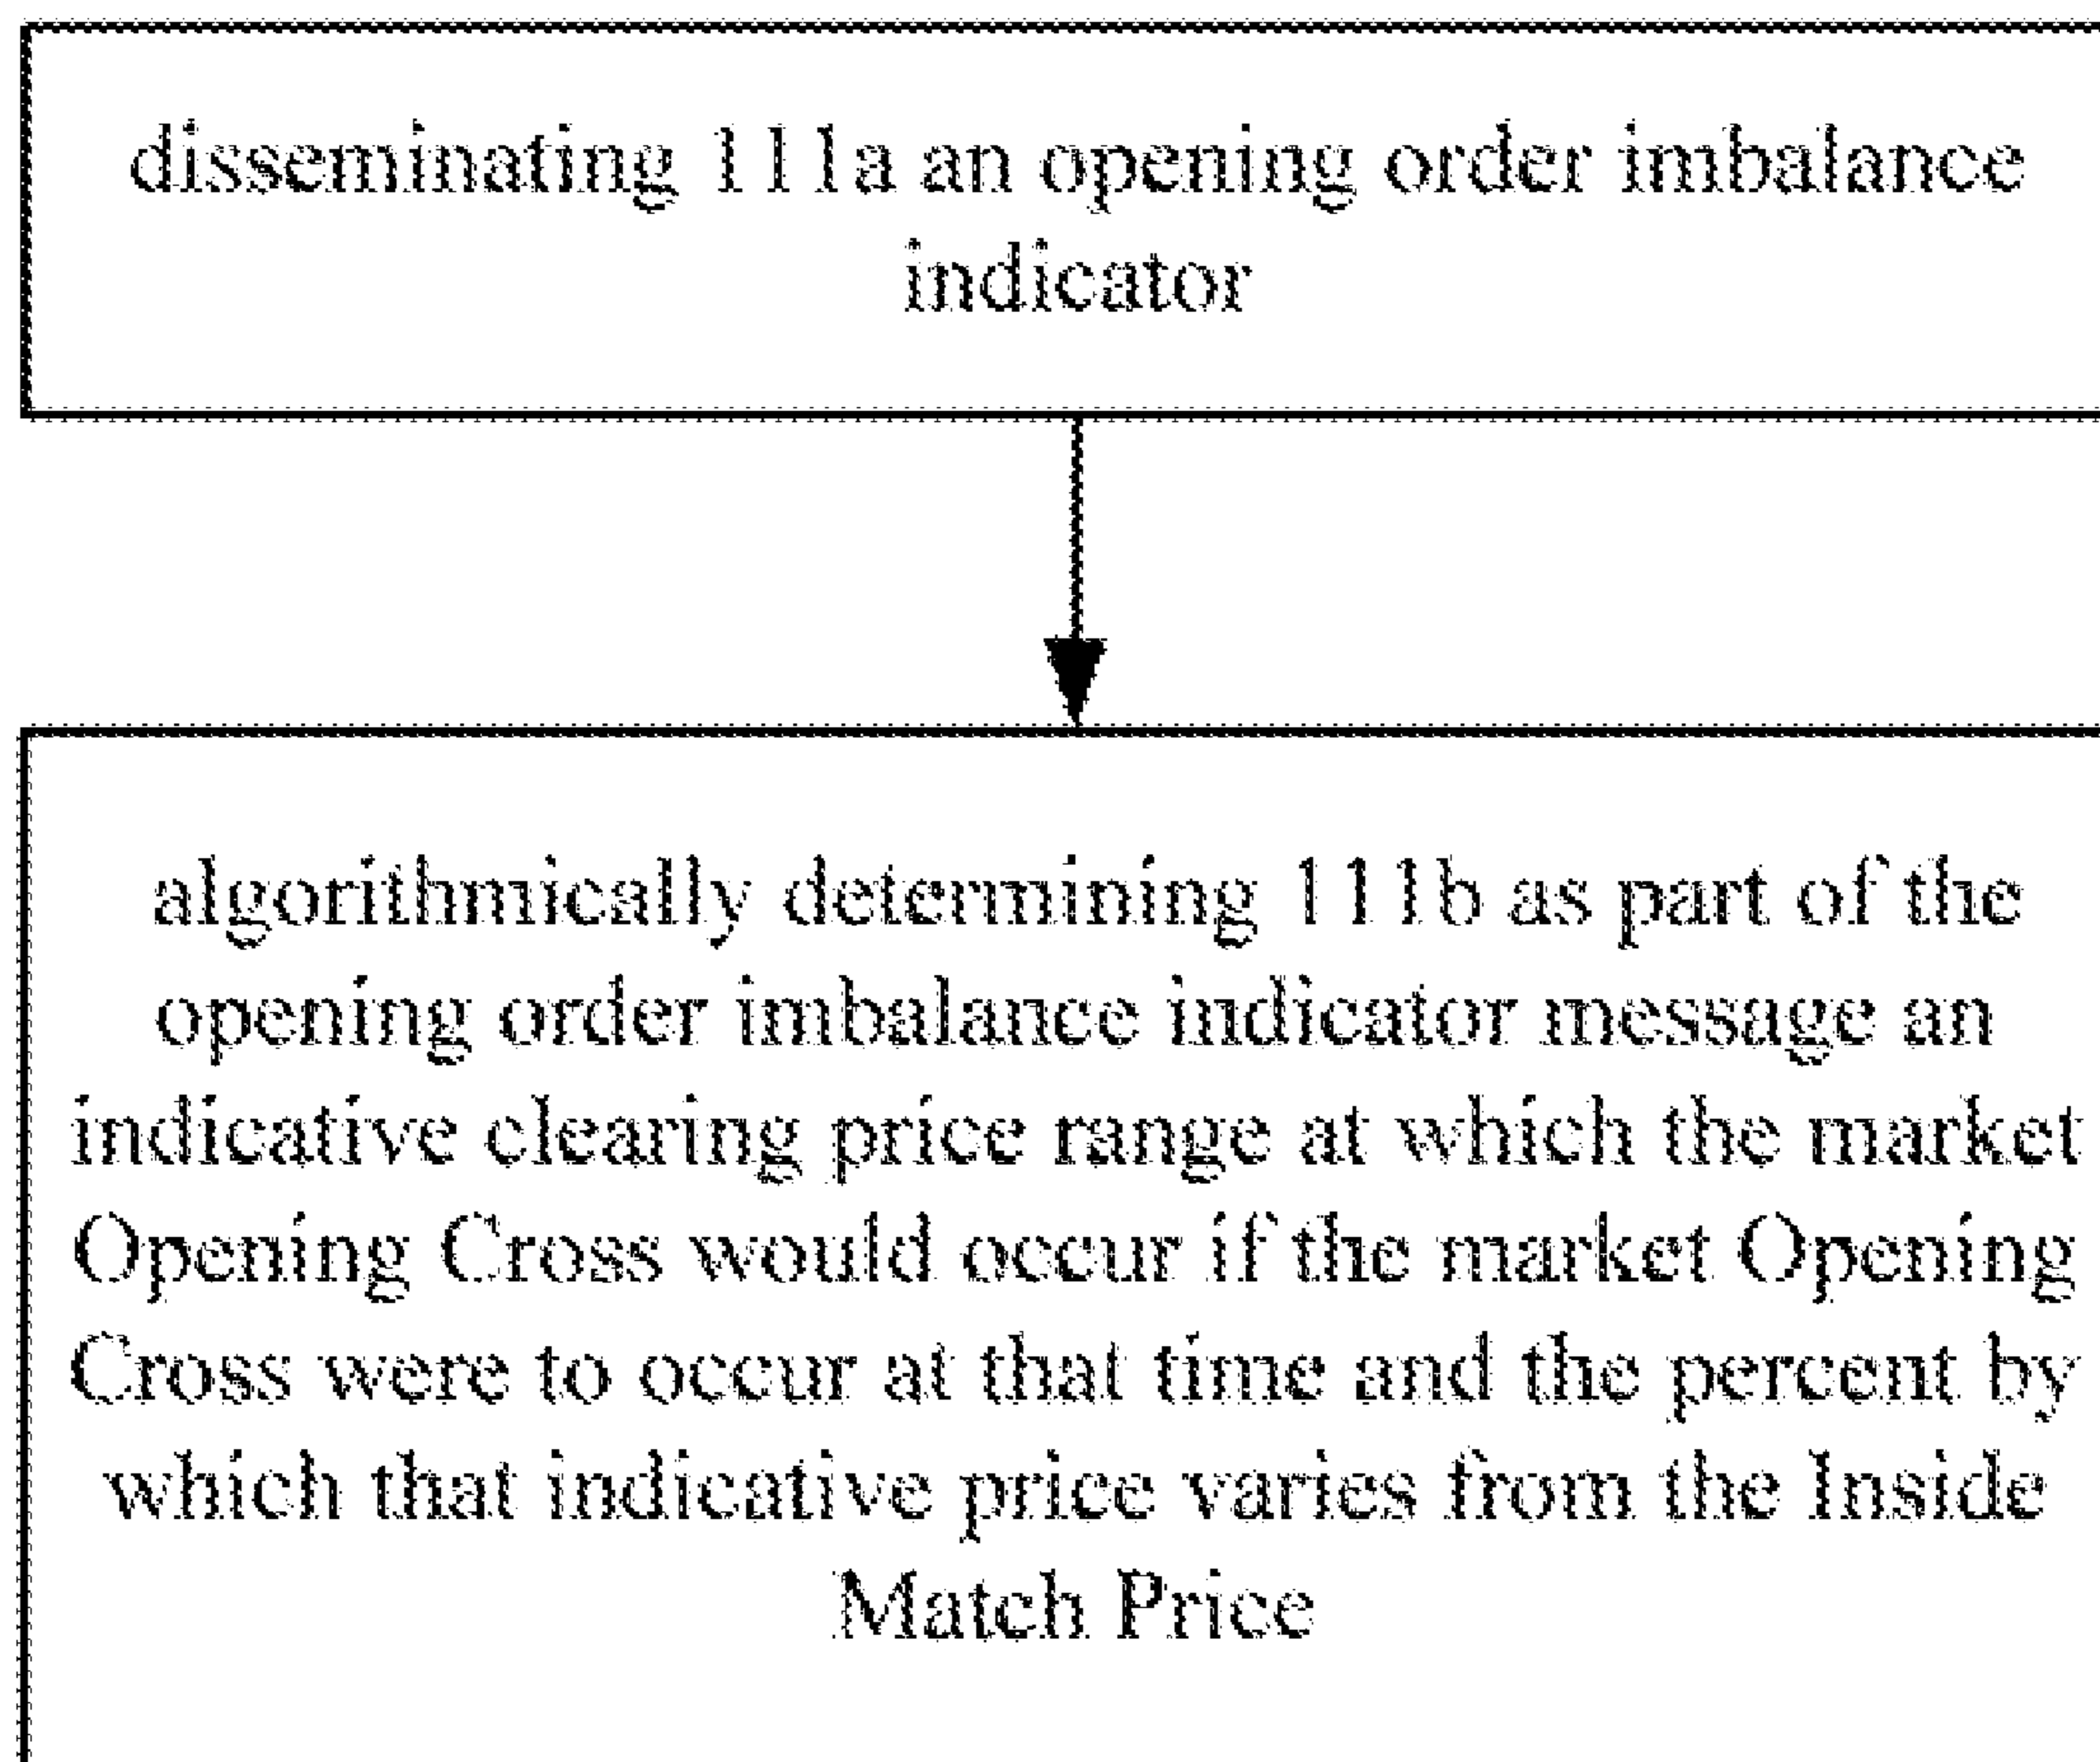 disseminating 111a an opening order imbalance
indicator
algorithmically determining 111b as part of the
opening order imbalance indicator message an
indicative clearing price range at which the market
Opening Cross would occur if the market Opening
Cross were to occur at that time and the percent by
which that indicative price varies from the Inside
Match Price